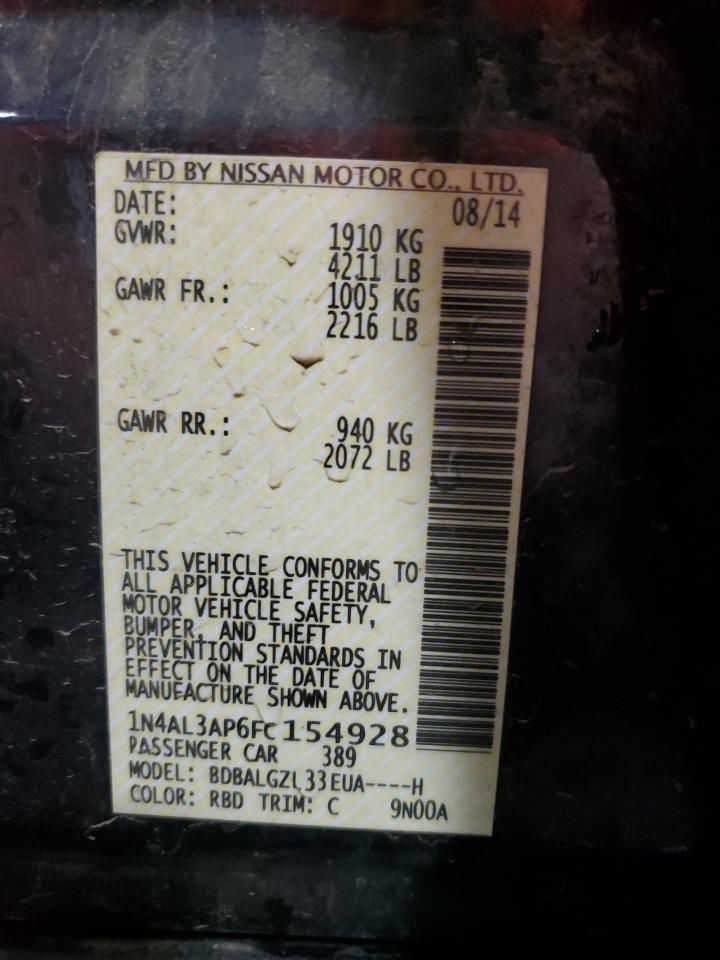 MFD BY NISSAN MOTOR CO., LTD.
DATE: 08/14
GVWR: 1910 KG
4211 LB
GAWR FR.: 1005 KG
2216 LB
GAWR RR.: 940 KG
2072 LB
THIS VEHICLE CONFORMS TO
ALL APPLICABLE FEDERAL
MOTOR VEHICLE SAFETY,
BUMPER, AND THEFT
PREVENTION STANDARDS IN
EFFECT ON THE DATE OF
MANUFACTURE SHOWN ABOVE.
1N4AL3AP6FC154928
PASSENGER CAR 389
MODEL: BDBALGZL33EUA----H
COLOR: RBD TRIM: C 9N00A